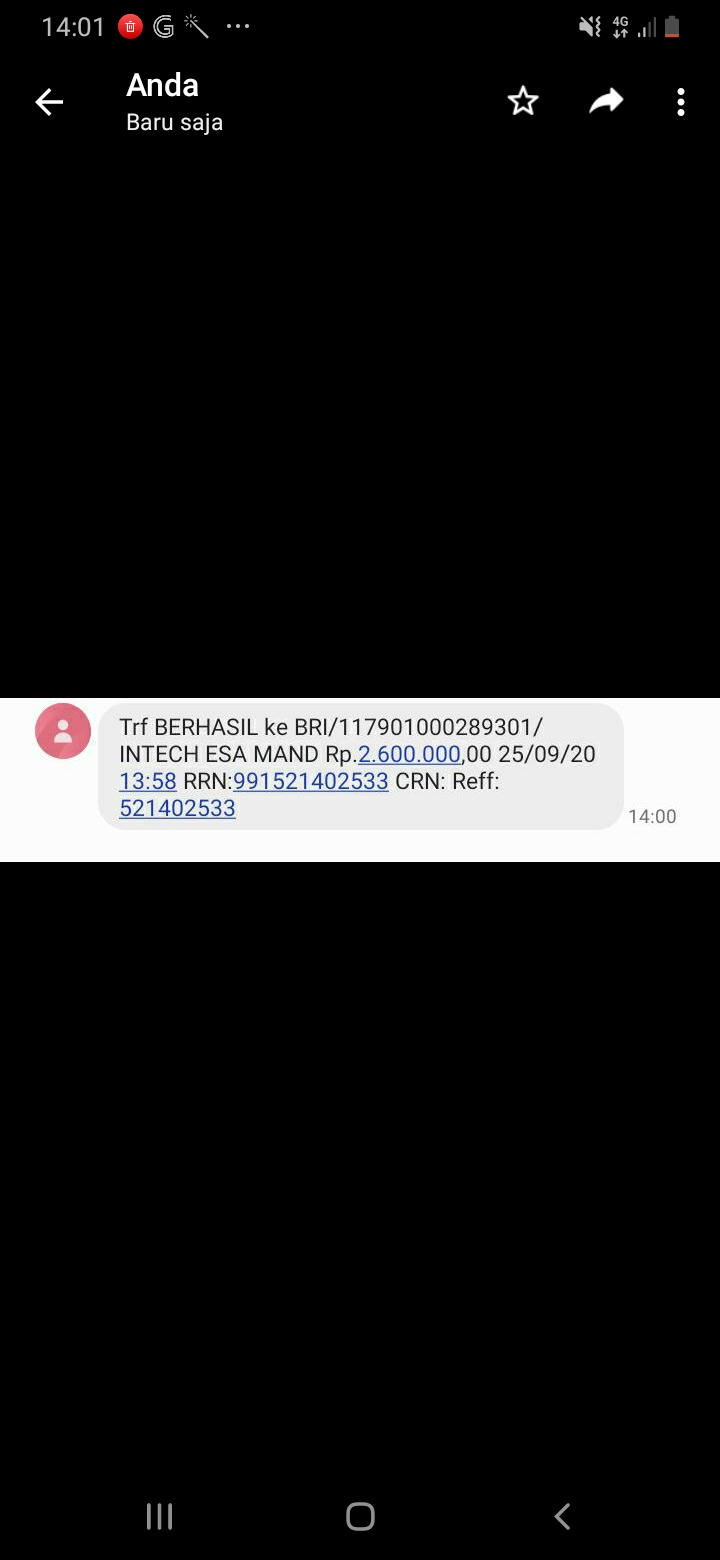 14:01
4G
Anda
Baru saja
Trf BERHASIL ke BRI/117901000289301/
INTECH ESA MAND Rp.2.600.000,00 25/09/20
13:58 RRN:991521402533 CRN: Reff:
521402533
14:00